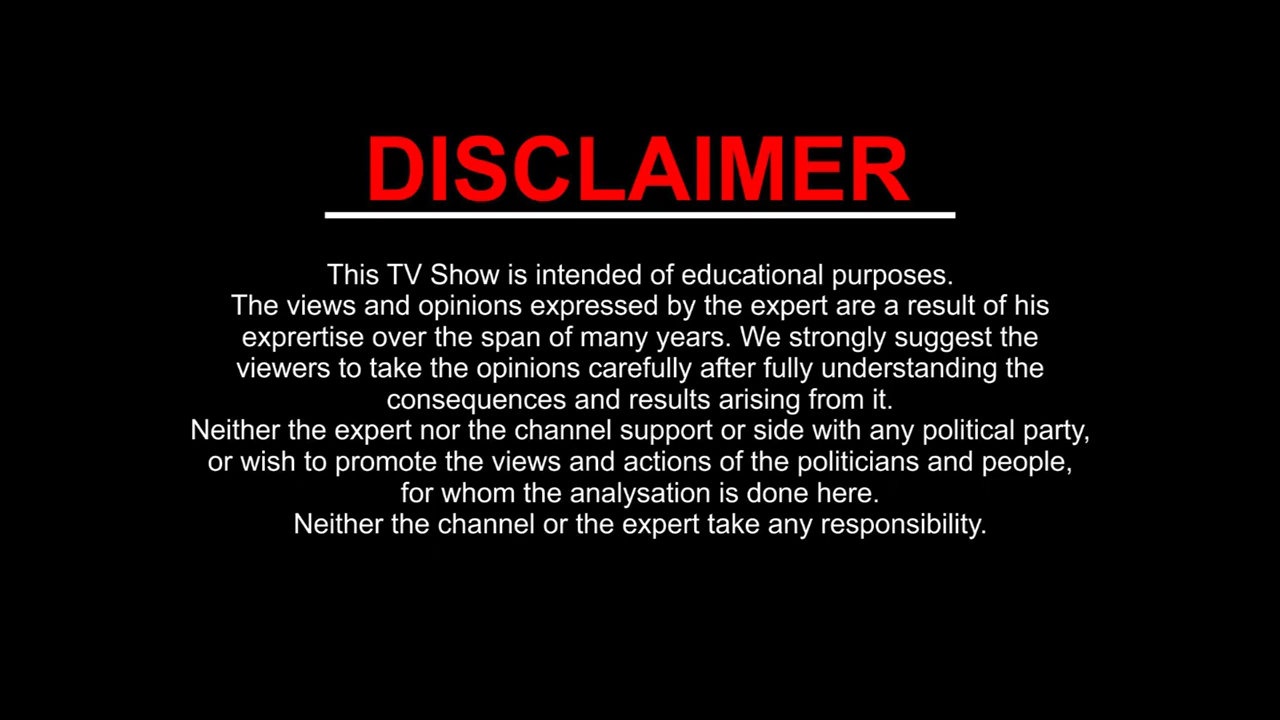 DISCLAIMER
This TV Show is intended of educational purposes.
The views and opinions expressed by the expert are a result of his
exprertise over the span of many years. We strongly suggest the
viewers to take the opinions carefully after fully understanding the
consequences and results arising from it.
Neither the expert nor the channel support or side with any political party,
or wish to promote the views and actions of the politicians and people,
for whom the analysation is done here.
Neither the channel or the expert take any responsibility.